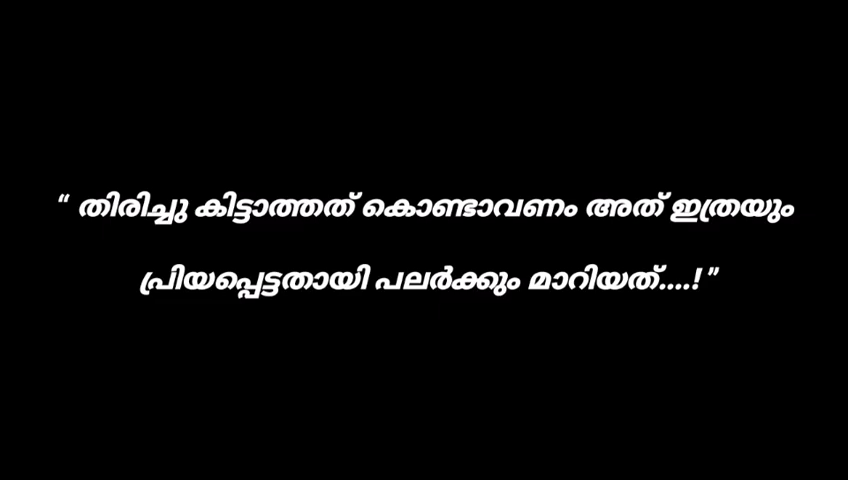 “ തിരിച്ചു കിട്ടാത്തത് കൊണ്ടാവണം അത് ഇത്രയും
പ്രിയപ്പെട്ടതായി പലർക്കും മാറിയത്....! ”